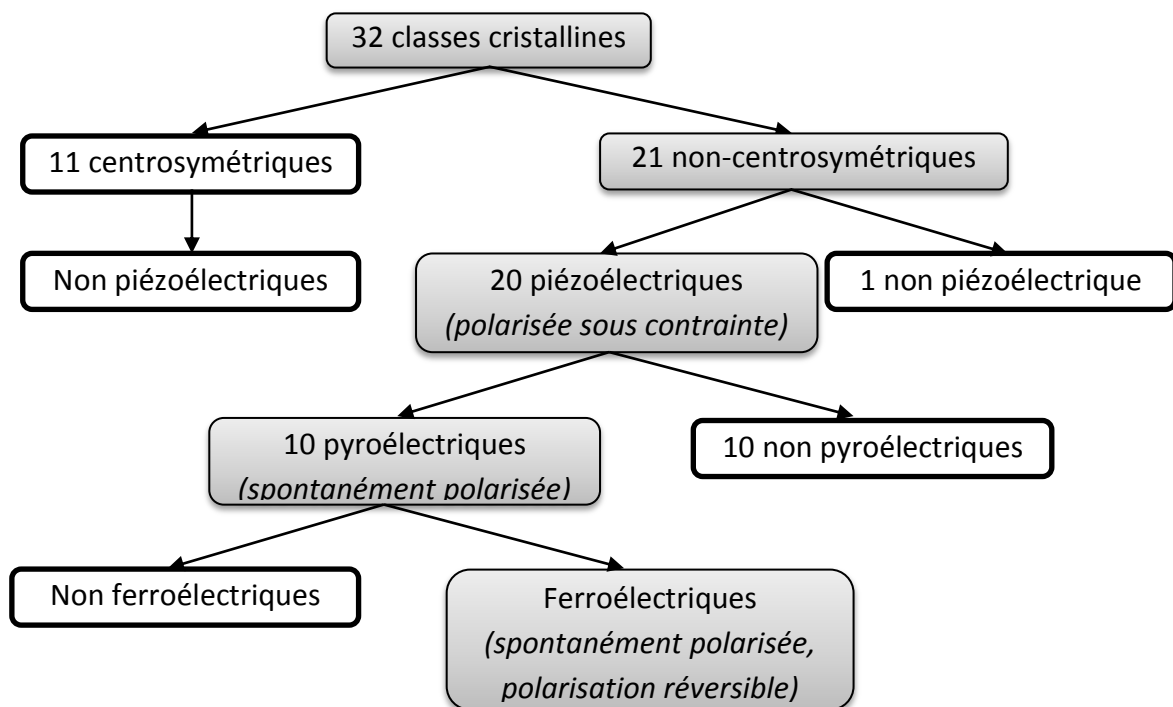 32 classes cristallines
11 centrosymétriques
21 non-centrosymétriques
Non piézoélectriques
20 piézoélectriques
(polarisée sous contrainte)
1 non piézoélectrique
10 pyroélectriques
(spontanément polarisée)
10 non pyroélectriques
Non ferroélectriques
Ferroélectriques
(spontanément polarisée,
polarisation réversible)